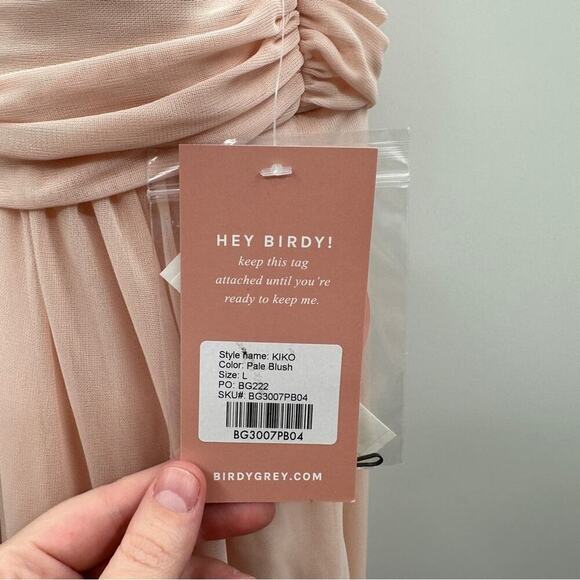 HEY BIRDY!
keep this tag
attached until you're
ready to keep me.
Style name: KIKO
Color: Pale Blush
Size: L
PO: BG222
SKU#: BG3007PB04
BG3007PB04
BIRDYGREY.COM